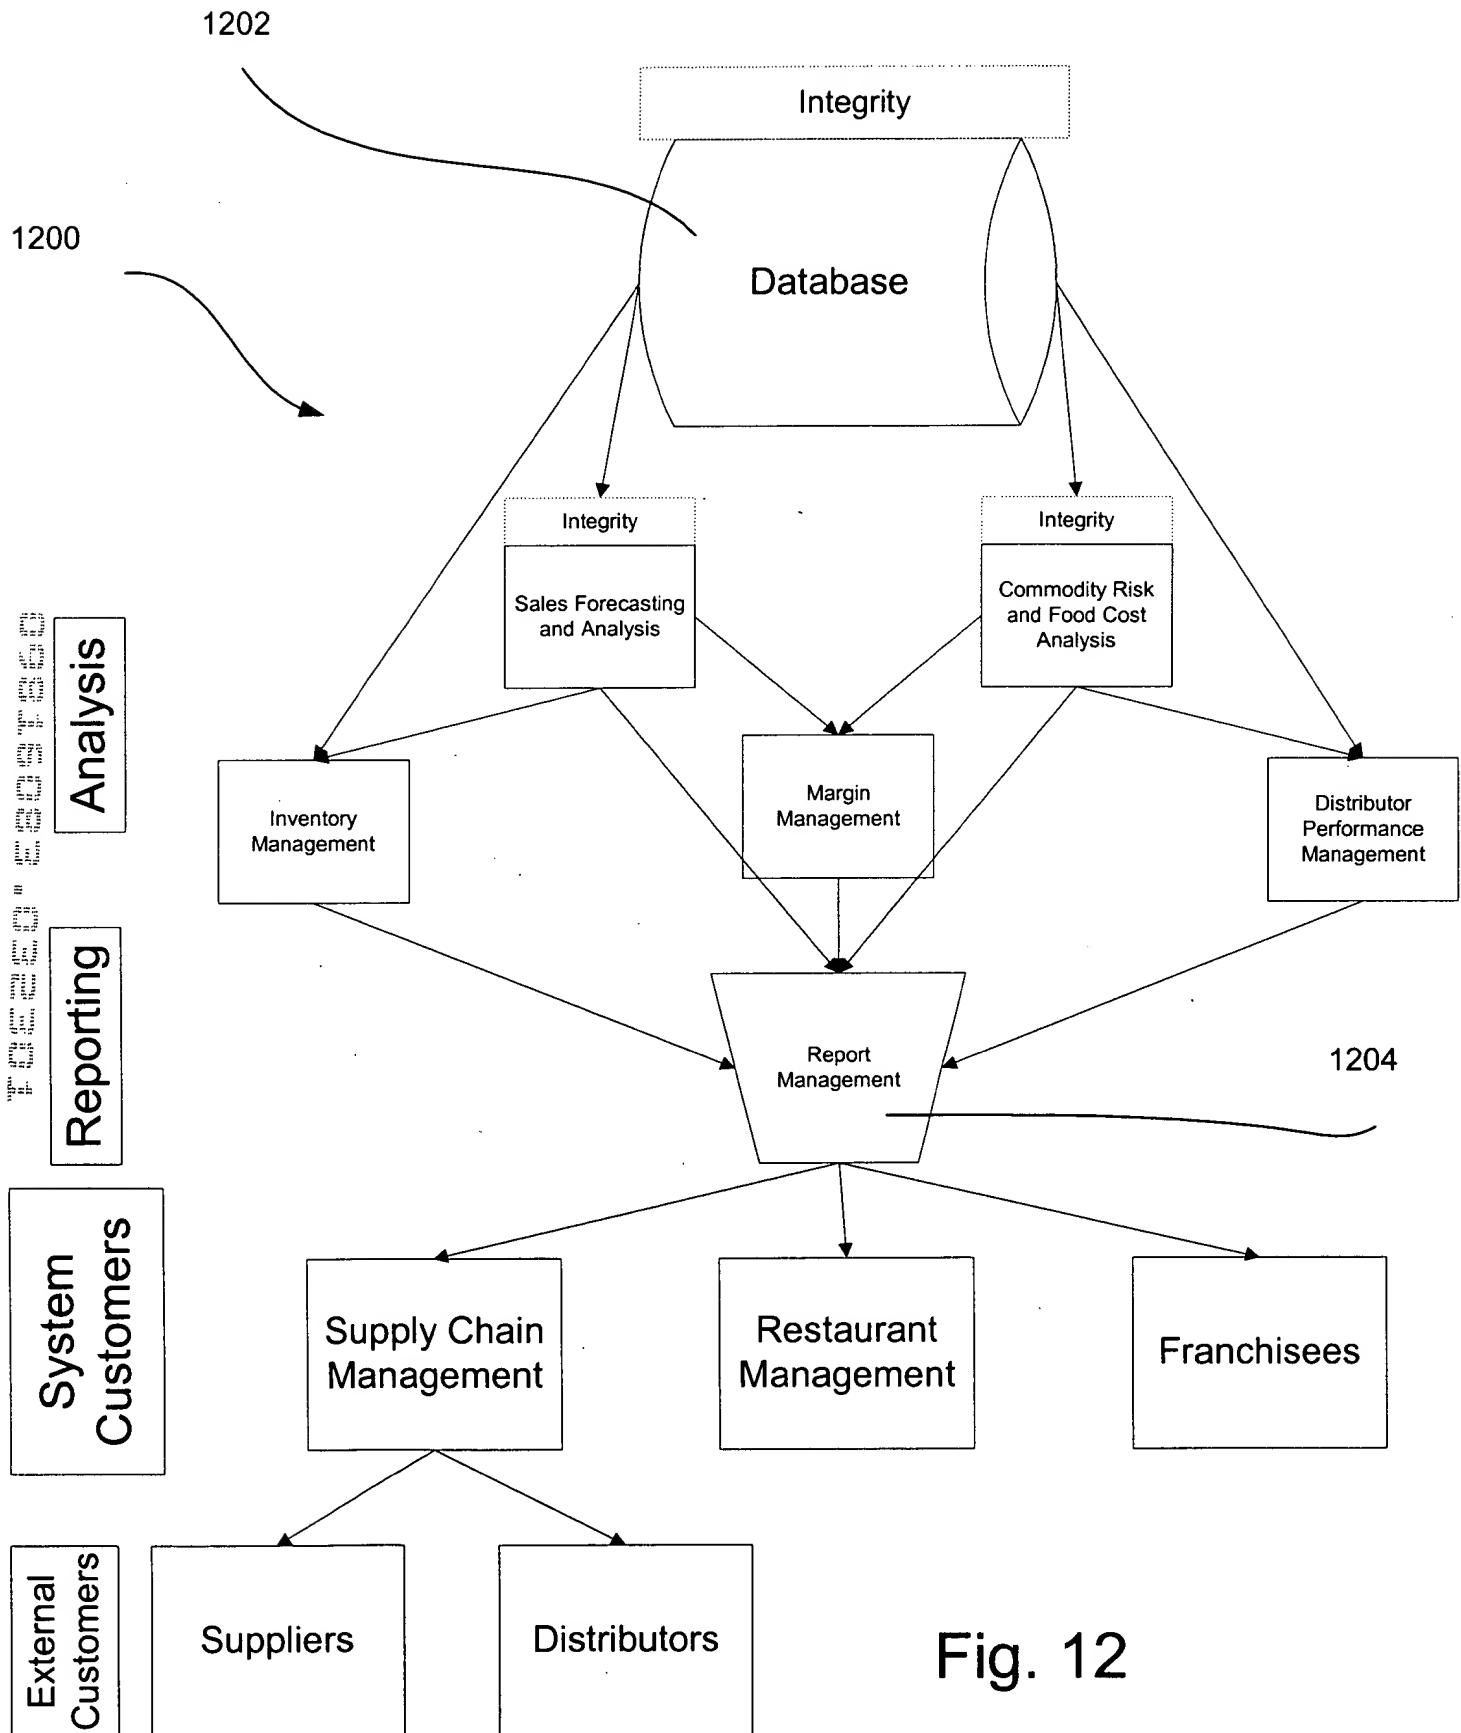 1202
Integrity
1200
Database
Integrity
Integrity
Sales Forecasting
and Analysis
Commodity Risk
and Food Cost
Analysis
Analysis
Inventory
Management
Margin
Management
Distributor
Performance
Management
Reporting
Report
Management
1204
System
Customers
Supply Chain
Management
Restaurant
Management
Franchisees
External
Customers
Suppliers
Distributors
Fig. 12